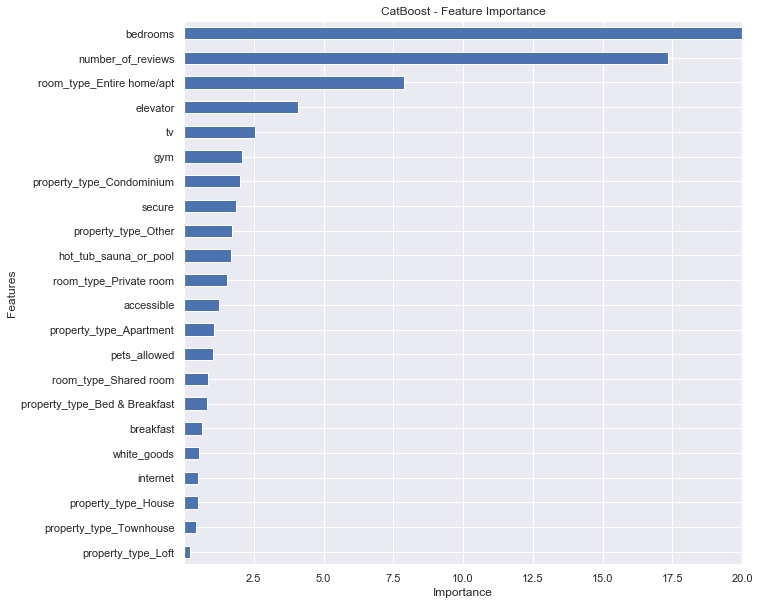 CatBoost - Feature Importance
Features
bedrooms
number_of_reviews
room_type_Entire home/apt
elevator
tv
gym
property_type_Condominium
secure
property_type_Other
hot_tub_sauna_or_pool
room_type_Private room
accessible
property_type_Apartment
pets_allowed
room_type_Shared room
property_type_Bed & Breakfast
breakfast
white_goods
internet
property_type_House
property_type_Townhouse
property_type_Loft
2.5 5.0 7.5 10.0 12.5 15.0 17.5 20.0
Importance